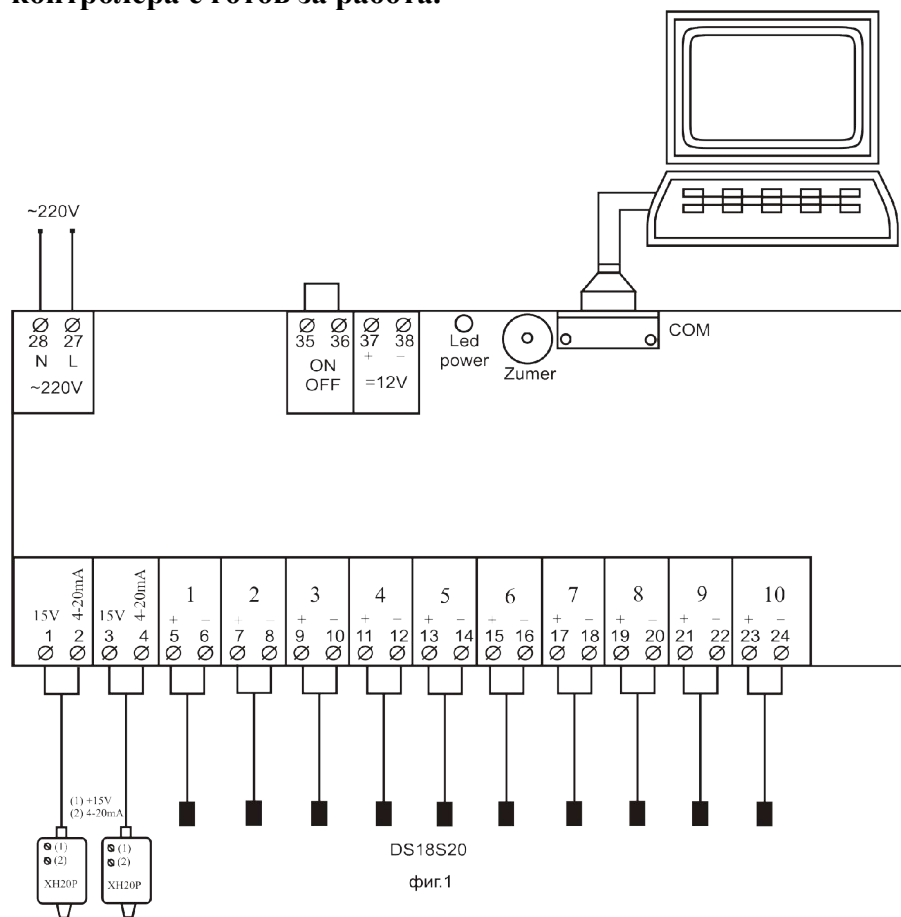 контролера е готов за работа.
~220V
28 27
N L
~220V
35 36
ON
OFF
37 38
+ −
=12V
Led
power
Zumer
COM
15V 4-20mA
1 2
15V 4-20mA
3 4
1
+ −
5 6
2
+ −
7 8
3
+ −
9 10
4
+ −
11 12
5
+ −
13 14
6
+ −
15 16
7
+ −
17 18
8
+ −
19 20
9
+ −
21 22
10
+ −
23 24
(1) +15V
(2) 4-20mA
(1)
(2)
XH20P
(1)
(2)
XH20P
DS18S20
фиг.1